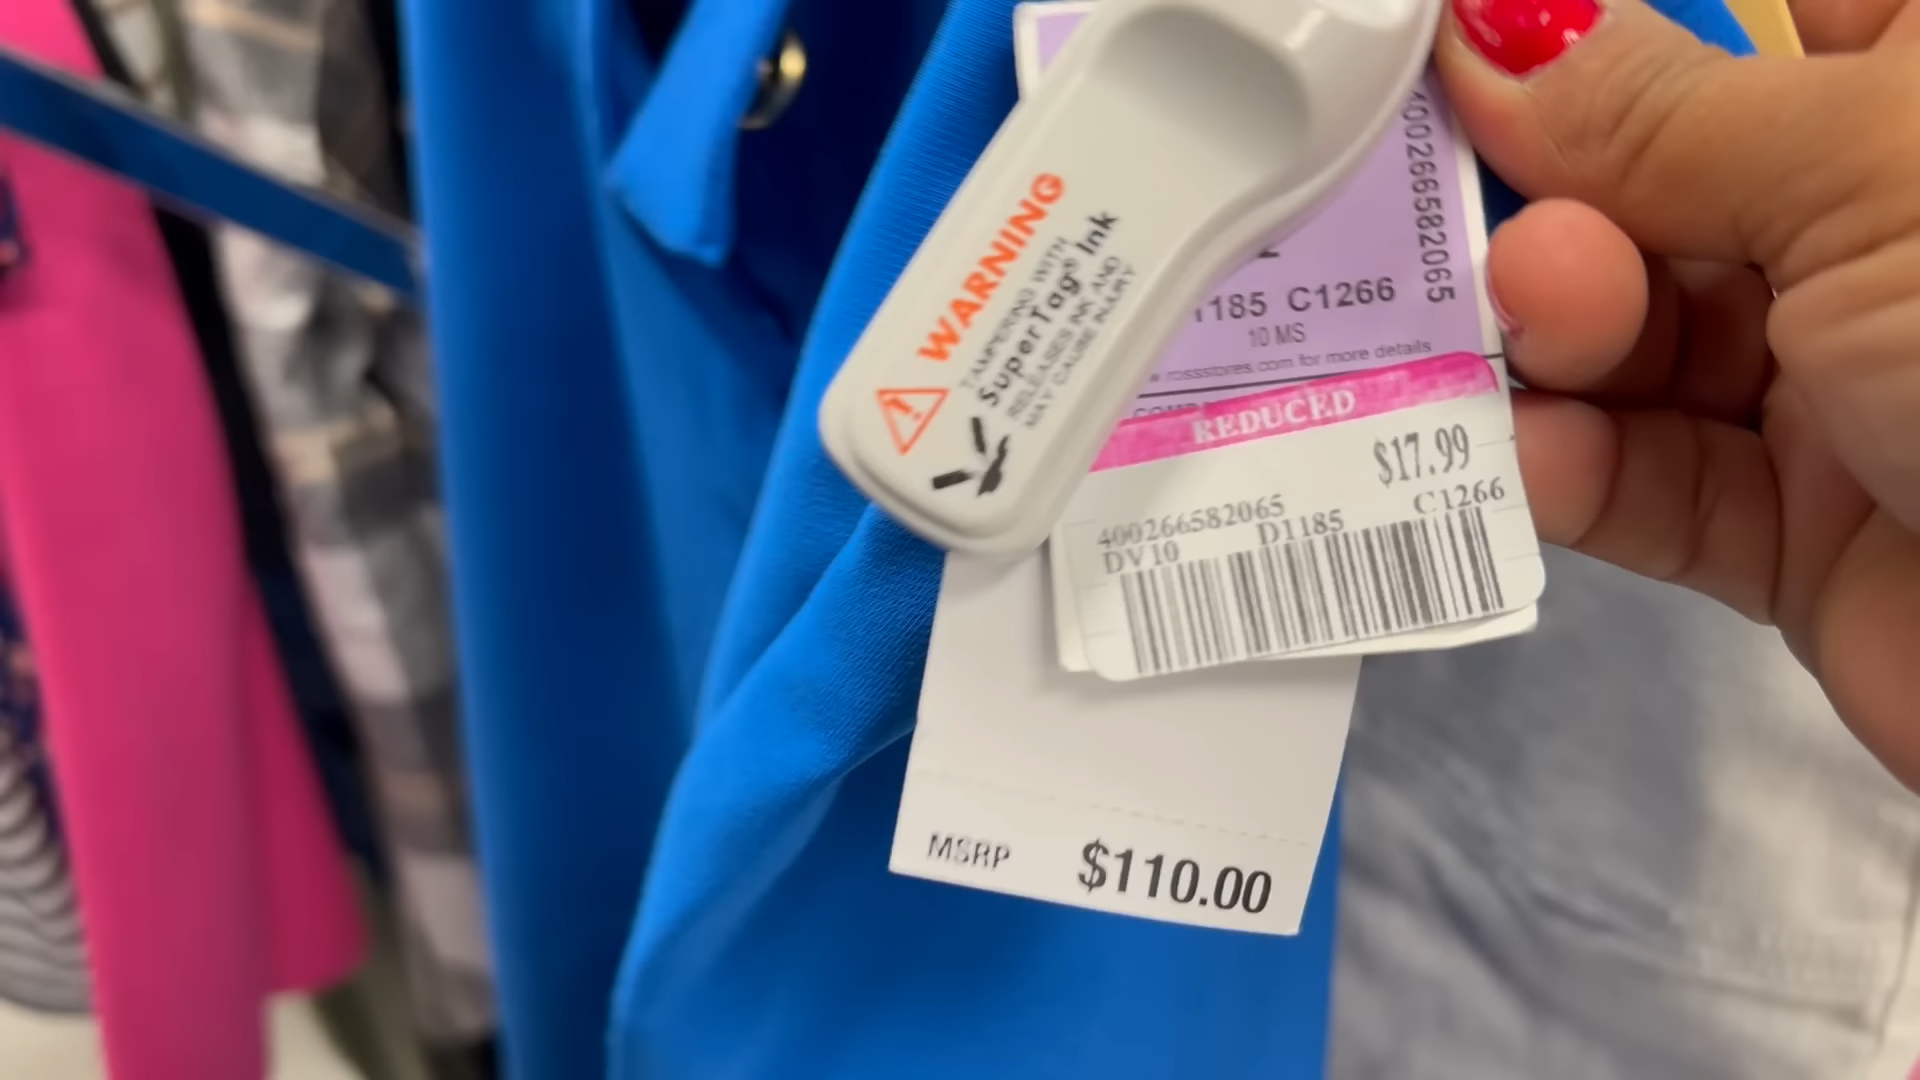 WARNING
TAMPERING WITH
SuperTag® Ink
RELEASES INK AND
MAY CAUSE INJURY
400266582065
1185 C1266
10 MS
rossstores.com for more details
REDUCED
$17.99
400266582065
C1266
DV10
D1185
MSRP
$110.00